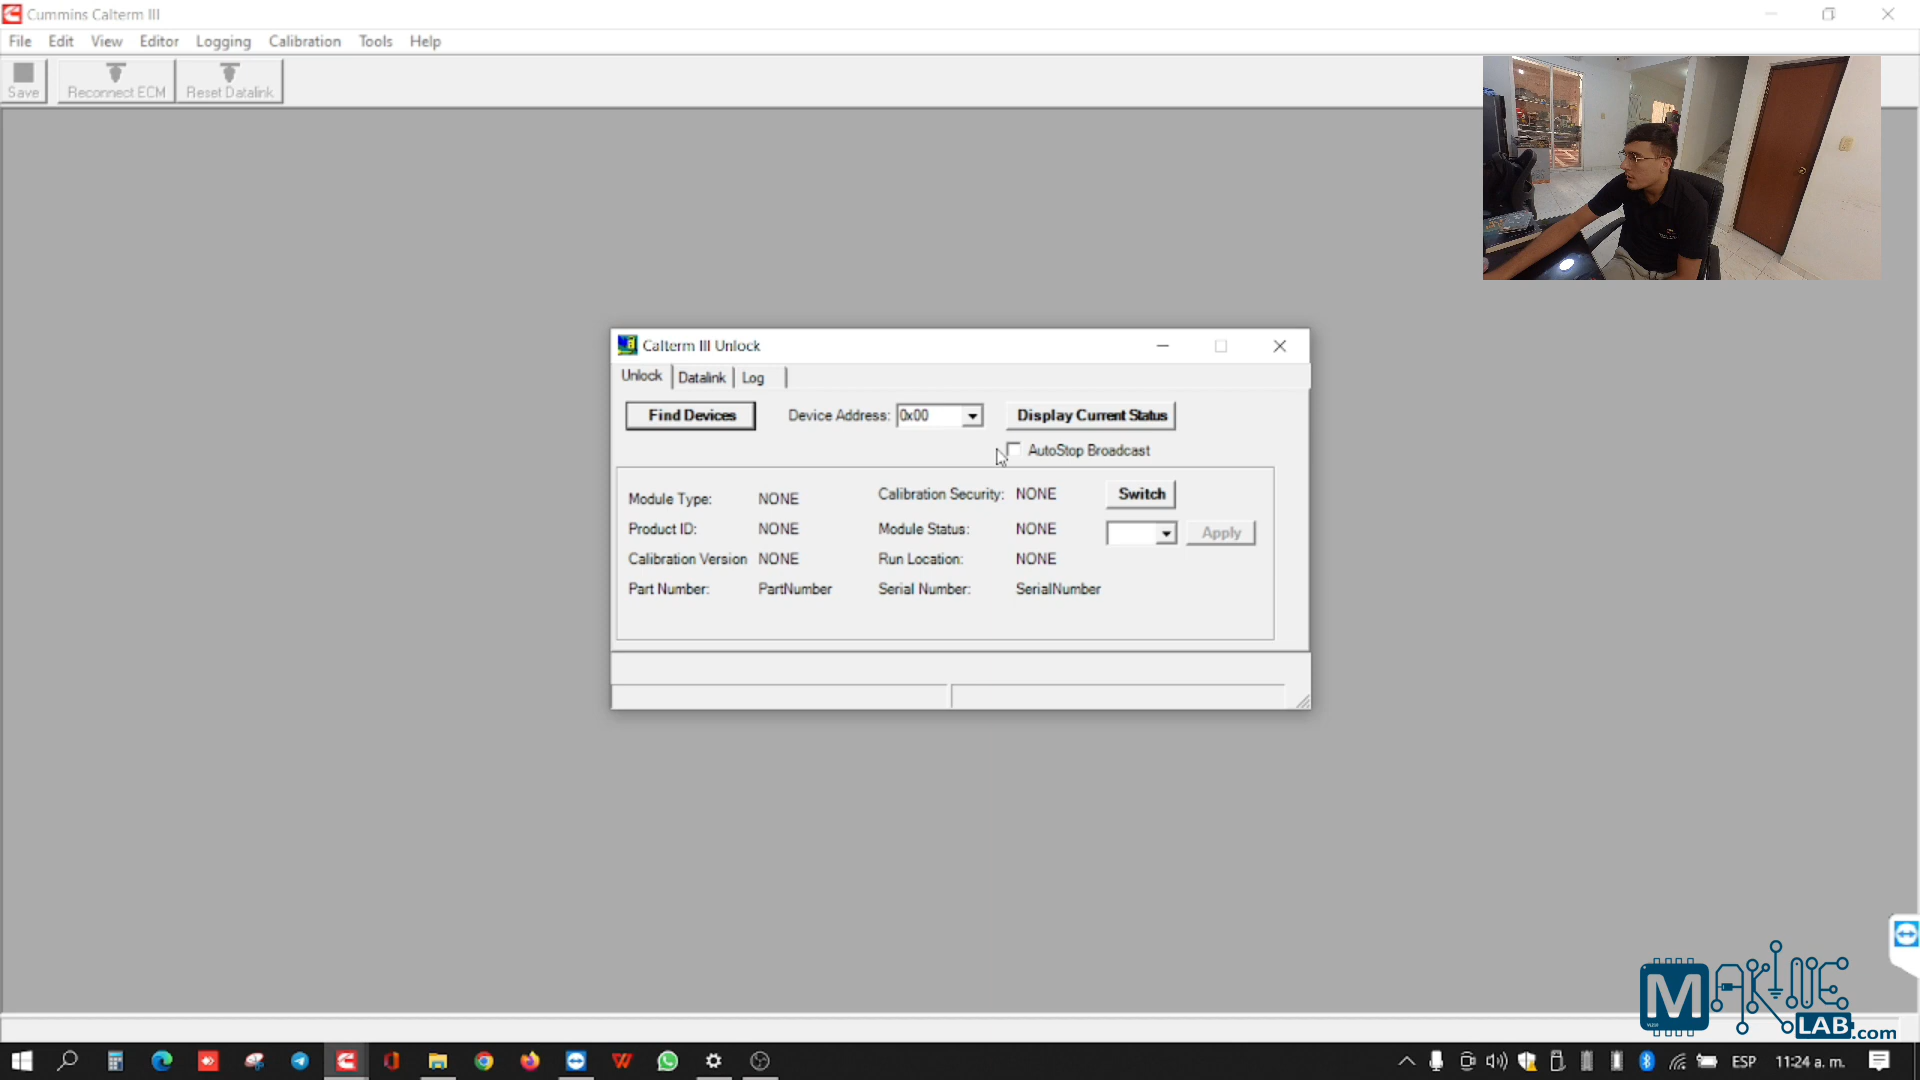 Cummins Calterm III
File Edit View Editor Logging Calibration Tools Help
Save Reconnect ECM Reset Datalink
Calterm III Unlock
Unlock Datalink Log
Find Devices Device Address: 0x00 Display Current Status
AutoStop Broadcast
Module Type: NONE Calibration Security: NONE Switch
Product ID: NONE Module Status: NONE Apply
Calibration Version NONE Run Location: NONE
Part Number: PartNumber Serial Number: SerialNumber
M MAKINE
LAB.com
ESP 11:24 a. m.